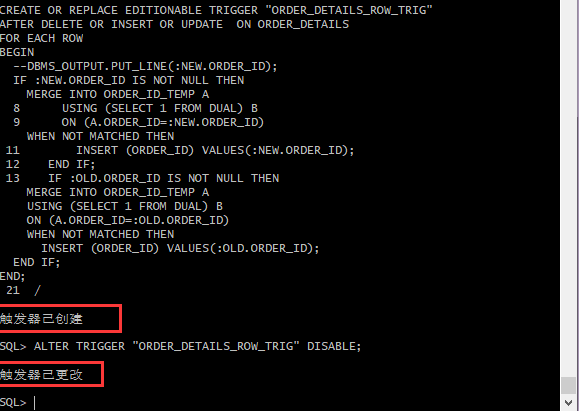 CREATE OR REPLACE EDITIONABLE TRIGGER "ORDER_DETAILS_ROW_TRIG"
AFTER DELETE OR INSERT OR UPDATE  ON ORDER_DETAILS
FOR EACH ROW
BEGIN
  --DBMS_OUTPUT.PUT_LINE(:NEW.ORDER_ID);
  IF :NEW.ORDER_ID IS NOT NULL THEN
    MERGE INTO ORDER_ID_TEMP A
  8      USING (SELECT 1 FROM DUAL) B
  9      ON (A.ORDER_ID=:NEW.ORDER_ID)
    WHEN NOT MATCHED THEN
 11        INSERT (ORDER_ID) VALUES(:NEW.ORDER_ID);
 12    END IF;
 13    IF :OLD.ORDER_ID IS NOT NULL THEN
    MERGE INTO ORDER_ID_TEMP A
    USING (SELECT 1 FROM DUAL) B
    ON (A.ORDER_ID=:OLD.ORDER_ID)
    WHEN NOT MATCHED THEN
      INSERT (ORDER_ID) VALUES(:OLD.ORDER_ID);
  END IF;
END;
 21  /
触发器已创建
SQL> ALTER TRIGGER "ORDER_DETAILS_ROW_TRIG" DISABLE;
触发器已更改
SQL>